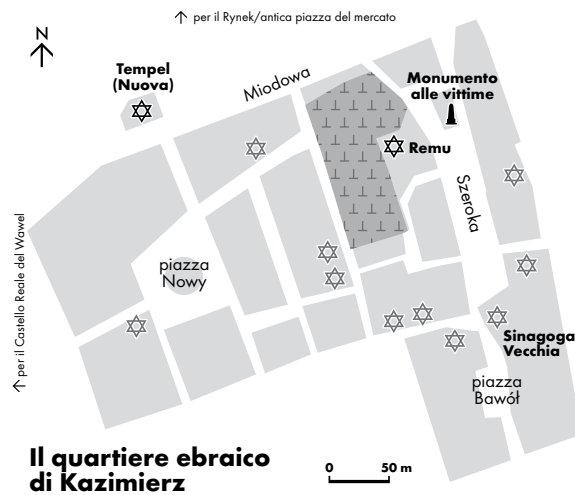 per il Rynek/antica piazza del mercato
N
Tempel
(Nuova)
Miodowa
Monumento
alle vittime
Remu
Szeroka
per il Castello Reale del Wawel
piazza
Nowy
Sinagoga
Vecchia
piazza
Bawół
Il quartiere ebraico
di Kazimierz
0 50 m